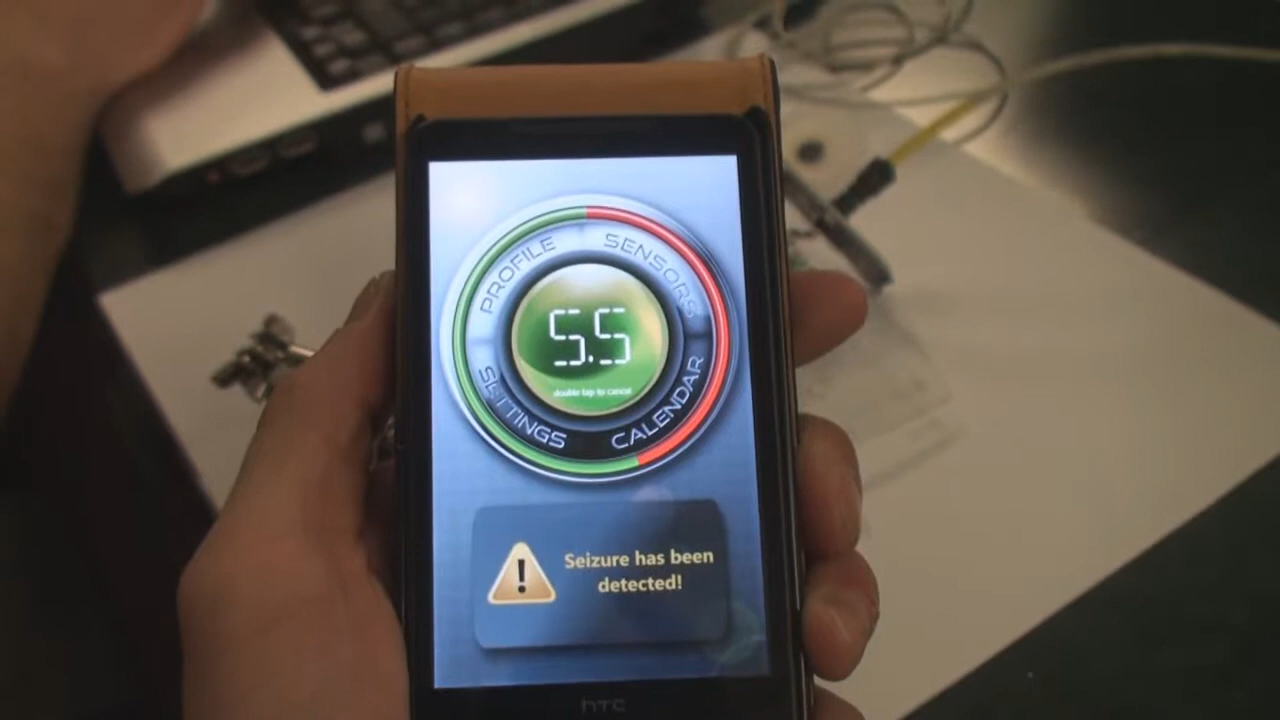 PROFILE
SENSORS
5.5
double tap to cancel
SETTINGS
CALENDAR
Seizure has been
detected!
hTC